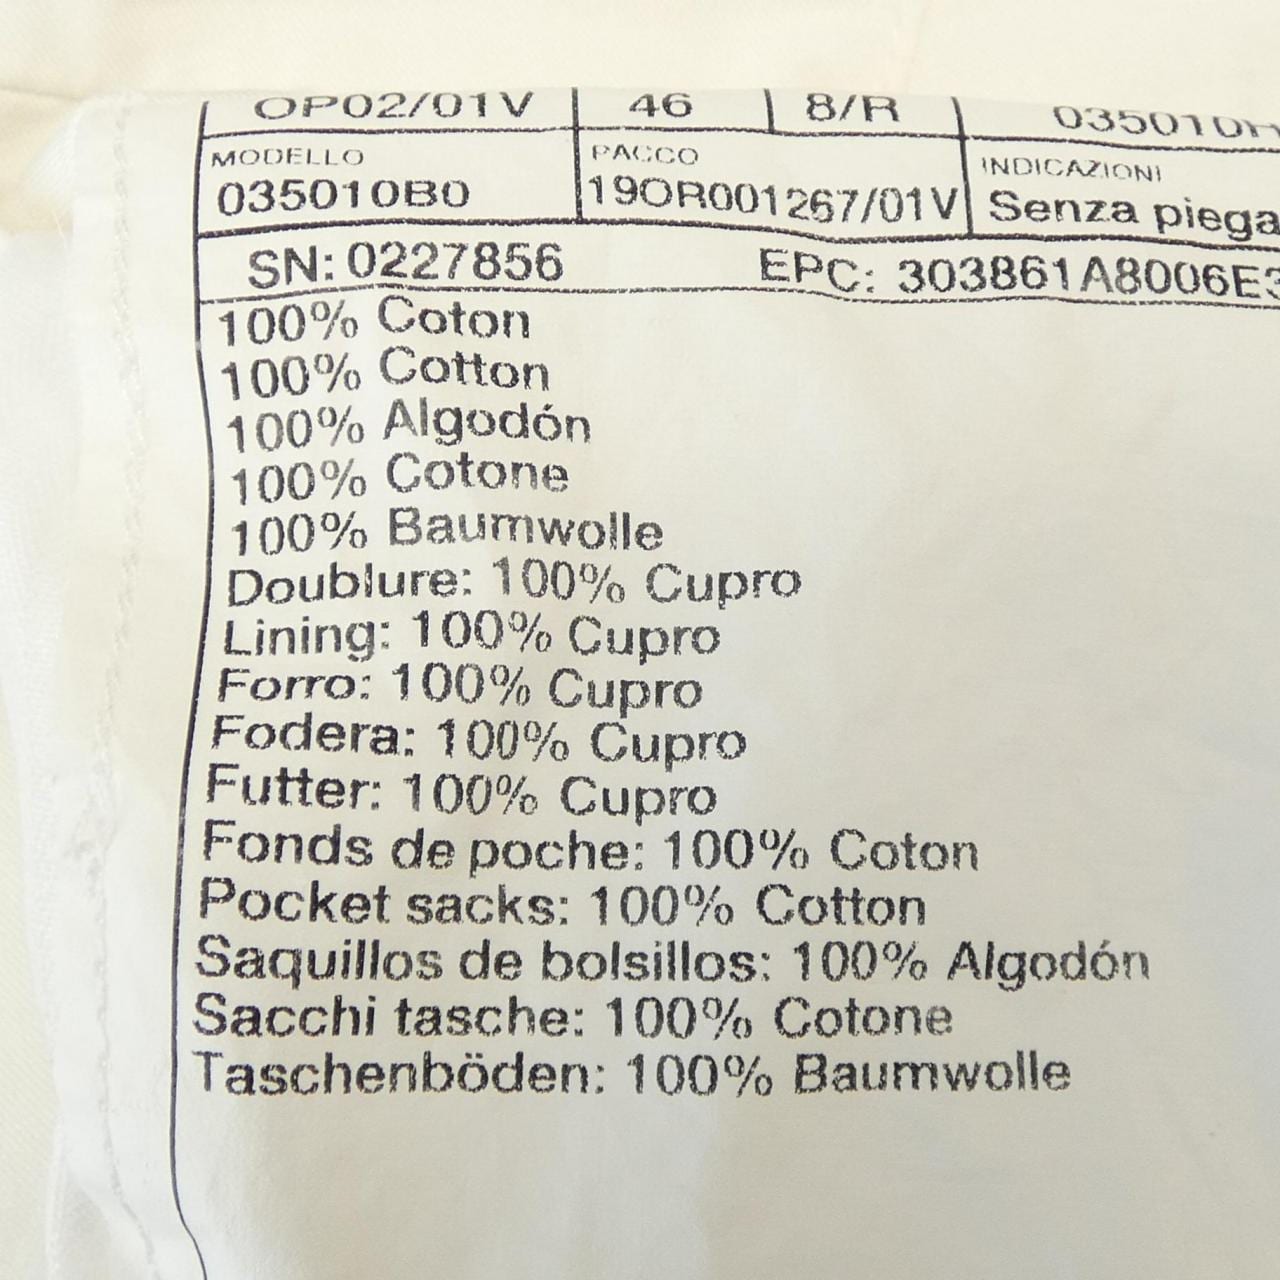 OP02/01V 46 8/R
MODELLO PACCO INDICAZIONI
035010B0 19OR001267/01V Senza piega
SN: 0227856 EPC: 303861A8006E3
100% Coton
100% Cotton
100% Algodón
100% Cotone
100% Baumwolle
Doublure: 100% Cupro
Lining: 100% Cupro
Forro: 100% Cupro
Fodera: 100% Cupro
Futter: 100% Cupro
Fonds de poche: 100% Coton
Pocket sacks: 100% Cotton
Saquillos de bolsillos: 100% Algodón
Sacchi tasche: 100% Cotone
Taschenböden: 100% Baumwolle